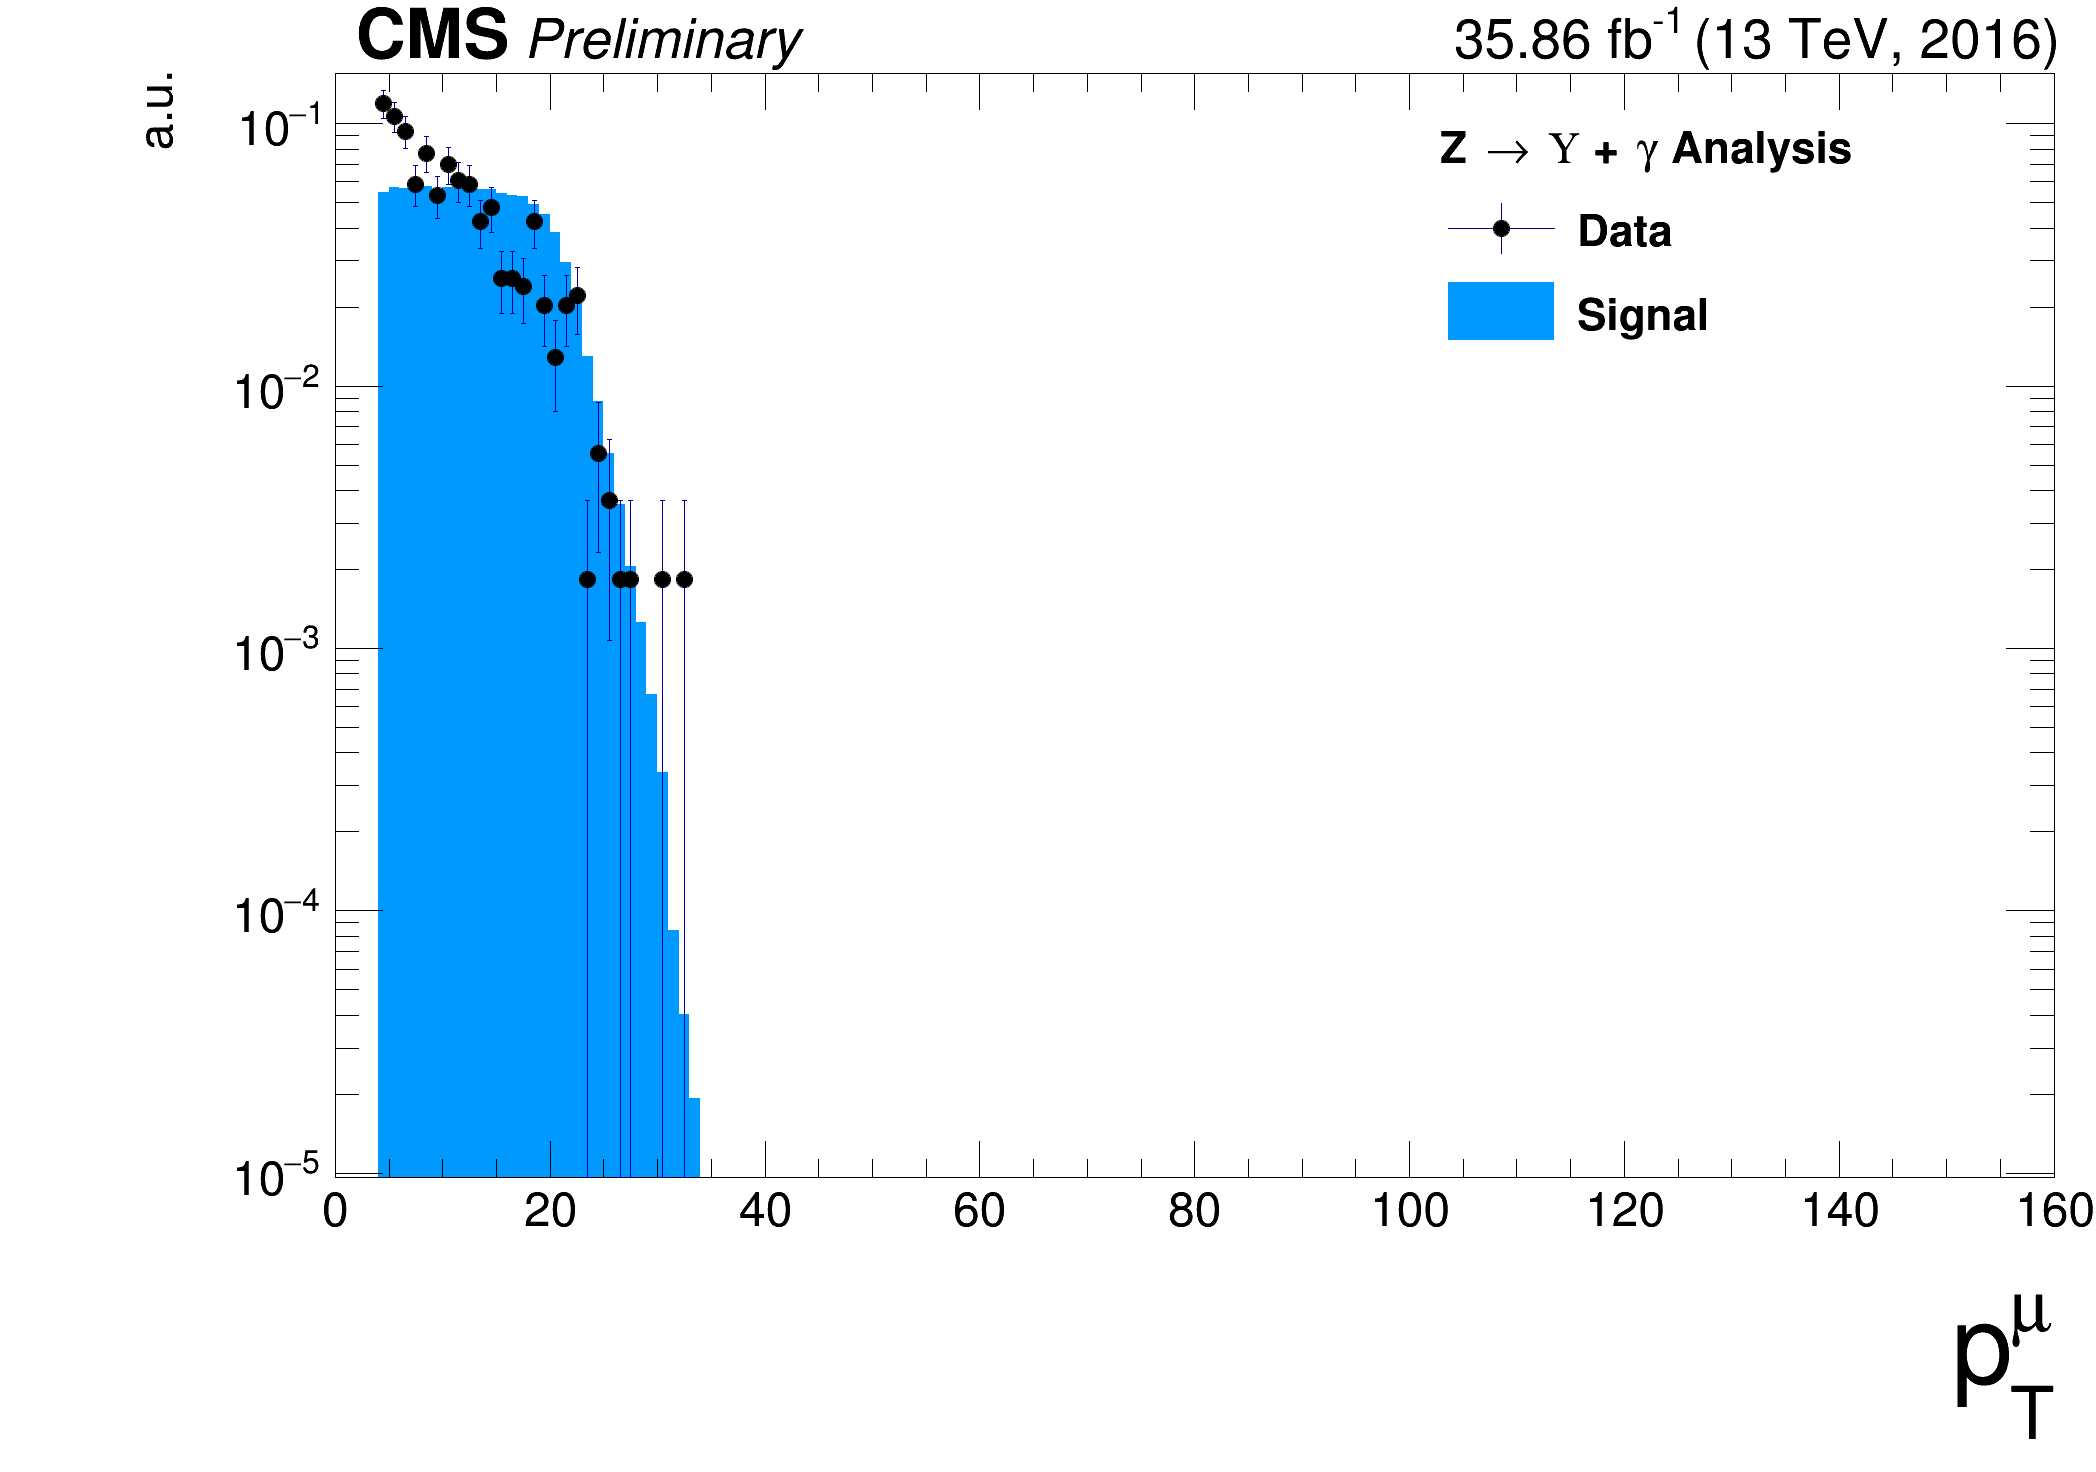 CMS Preliminary 35.86 fb⁻¹ (13 TeV, 2016)
a.u.
Z → Υ + γ Analysis
Data
Signal
10⁻¹
10⁻²
10⁻³
10⁻⁴
10⁻⁵
0 20 40 60 80 100 120 140 160
p_T^μ